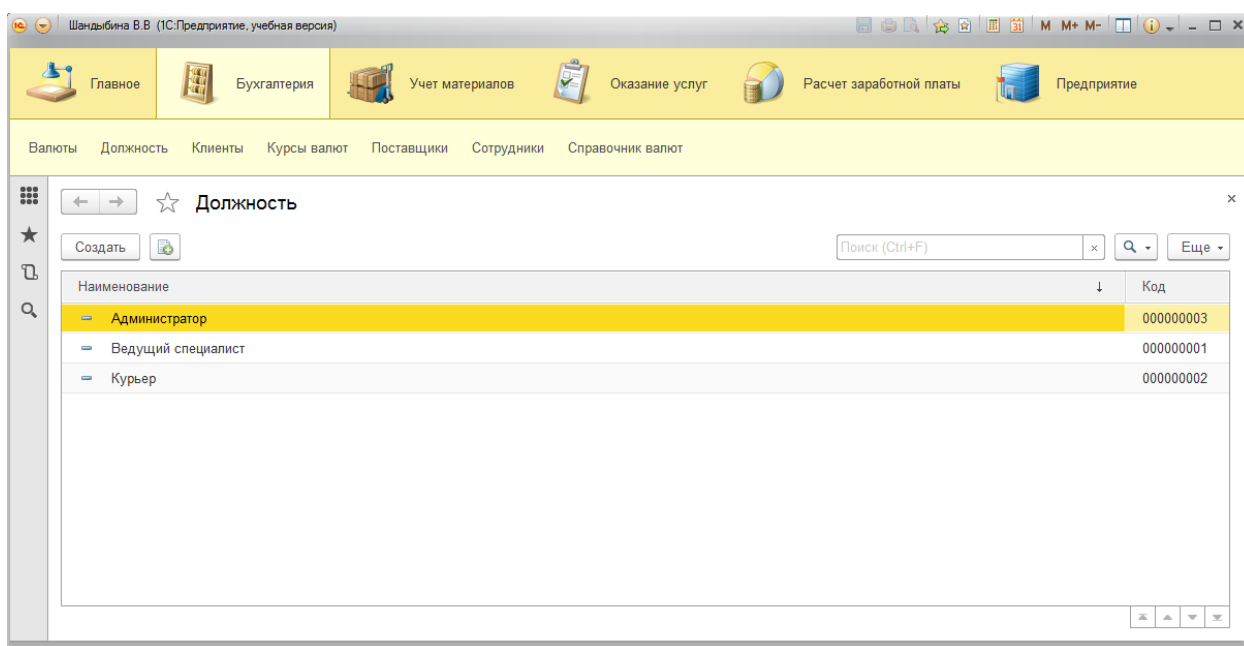 Шандыбина В.В (1С:Предприятие, учебная версия)
M M+ M-
Главное Бухгалтерия Учет материалов Оказание услуг Расчет заработной платы Предприятие
Валюты Должность Клиенты Курсы валют Поставщики Сотрудники Справочник валют
Должность
Создать Поиск (Ctrl+F) Еще
Наименование Код
Администратор 000000003
Ведущий специалист 000000001
Курьер 000000002